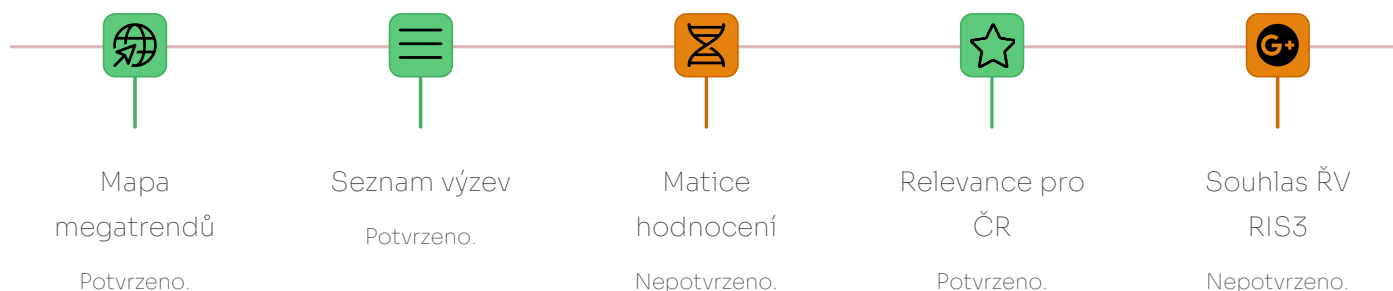 G+
Mapa
megatrendů
Potvrzeno.
Seznam výzev
Potvrzeno.
Matice
hodnocení
Nepotvrzeno.
Relevance pro
ČR
Potvrzeno.
Souhlas ŘV
RIS3
Nepotvrzeno.